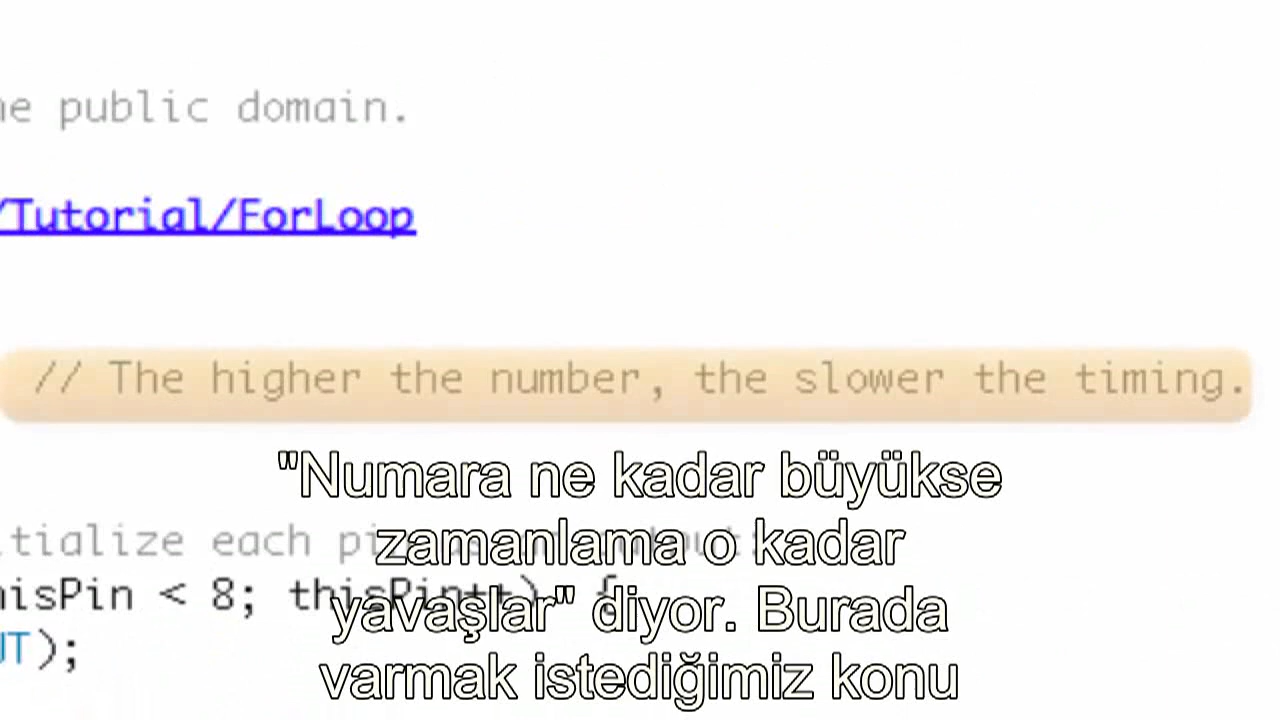 he public domain.
/Tutorial/ForLoop
// The higher the number, the slower the timing.
"Numara ne kadar büyükse
tialize each pi
zamanlama o kadar
hisPin < 8; thisPin++) {
yavaşlar" diyor. Burada
UT);
varmak istediğimiz konu